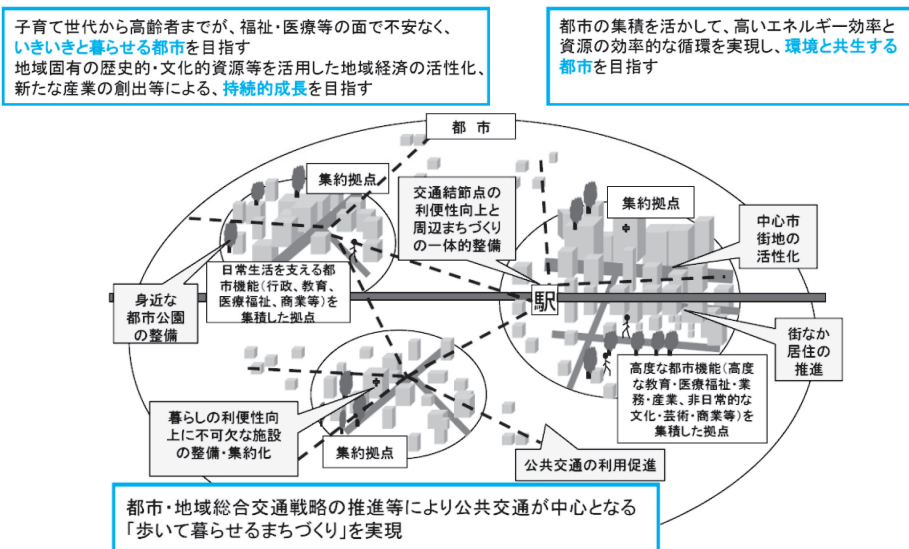 子育て世代から高齢者までが、福祉・医療等の面で不安なく、
いきいきと暮らせる都市を目指す
地域固有の歴史的・文化的資源等を活用した地域経済の活性化、
新たな産業の創出等による、持続的成長を目指す
都市の集積を活かして、高いエネルギー効率と
資源の効率的な循環を実現し、環境と共生する
都市を目指す
都 市
集約拠点
交通結節点の
利便性向上と
周辺まちづくり
の一体的整備
集約拠点
中心市
街地の
活性化
日常生活を支える都
市機能(行政、教育、
医療福祉、商業等)を
集積した拠点
身近な
都市公園
の整備
駅
街なか
居住の
推進
高度な都市機能(高度
な教育・医療福祉・業
務・産業、非日常的な
文化・芸術・商業等)を
集積した拠点
暮らしの利便性向
上に不可欠な施設
の整備・集約化
集約拠点
公共交通の利用促進
都市・地域総合交通戦略の推進等により公共交通が中心となる
「歩いて暮らせるまちづくり」を実現